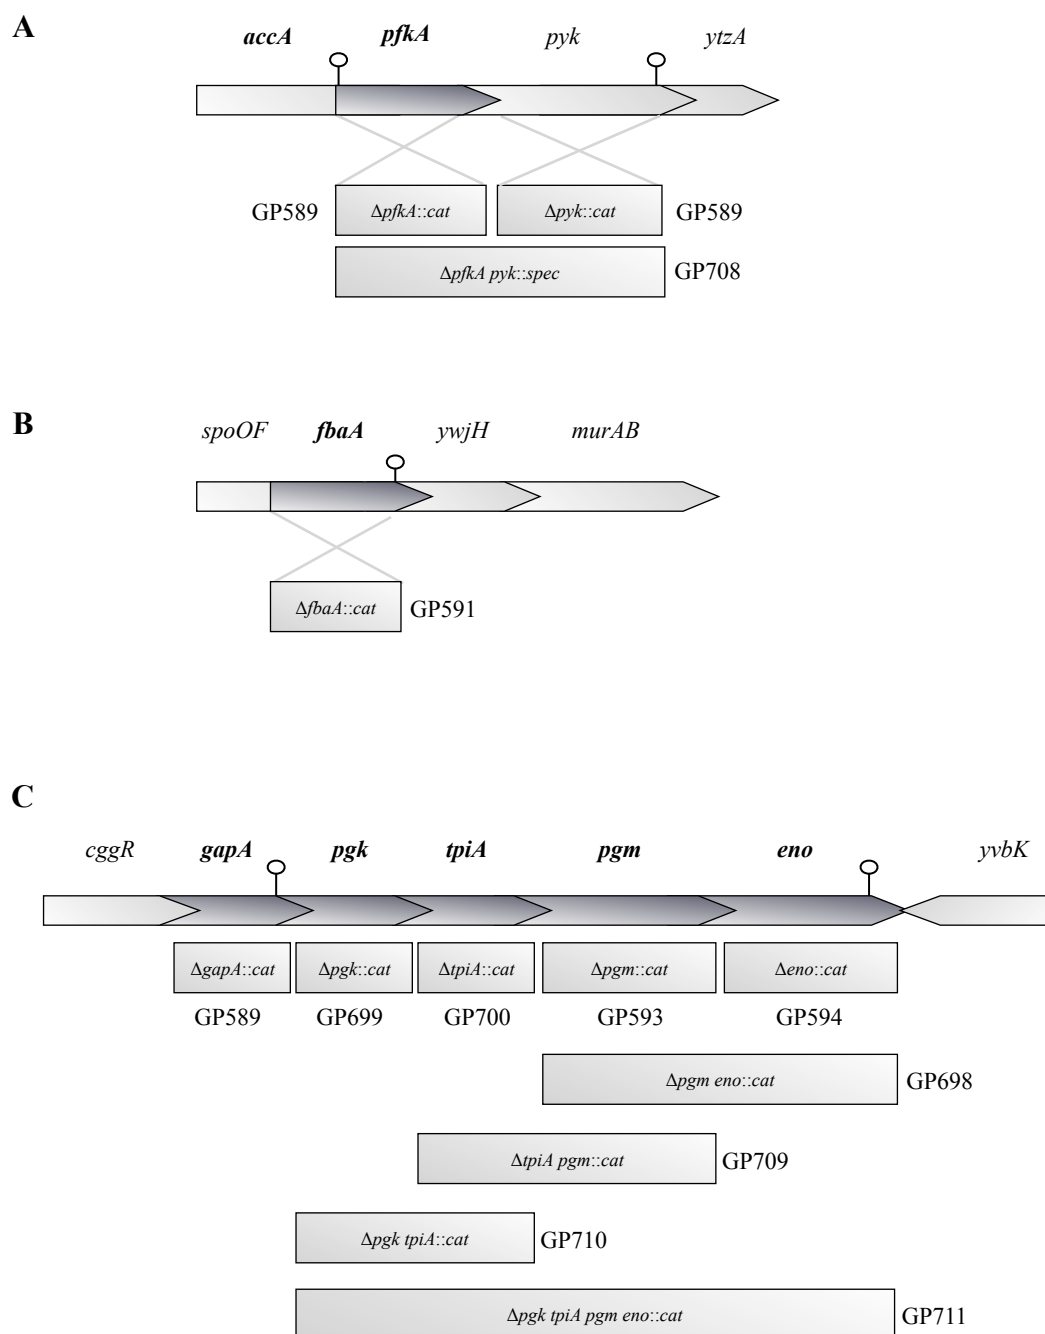 A
accA pfkA pyk ytzA
GP589 ΔpfkA::cat Δpyk::cat GP589
ΔpfkA pyk::spec GP708
B
spoOF fbaA ywjH murAB
ΔfbaA::cat GP591
C
cggR gapA pgk tpiA pgm eno yvbK
ΔgapA::cat Δpgk::cat ΔtpiA::cat Δpgm::cat Δeno::cat
GP589 GP699 GP700 GP593 GP594
Δpgm eno::cat GP698
ΔtpiA pgm::cat GP709
Δpgk tpiA::cat GP710
Δpgk tpiA pgm eno::cat GP711